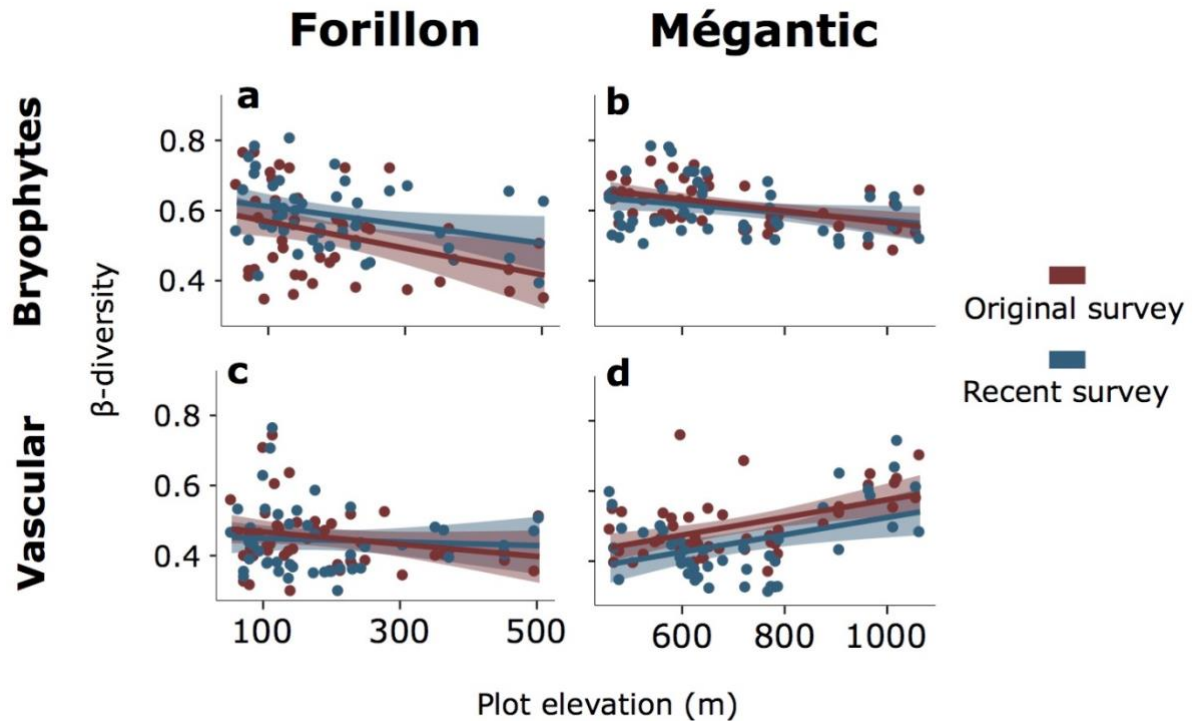 Forillon Mégantic
Bryophytes
a
b
0.8
0.6
0.4
β-diversity
Original survey
Recent survey
Vascular
c
d
0.8
0.6
0.4
100 300 500 600 800 1000
Plot elevation (m)